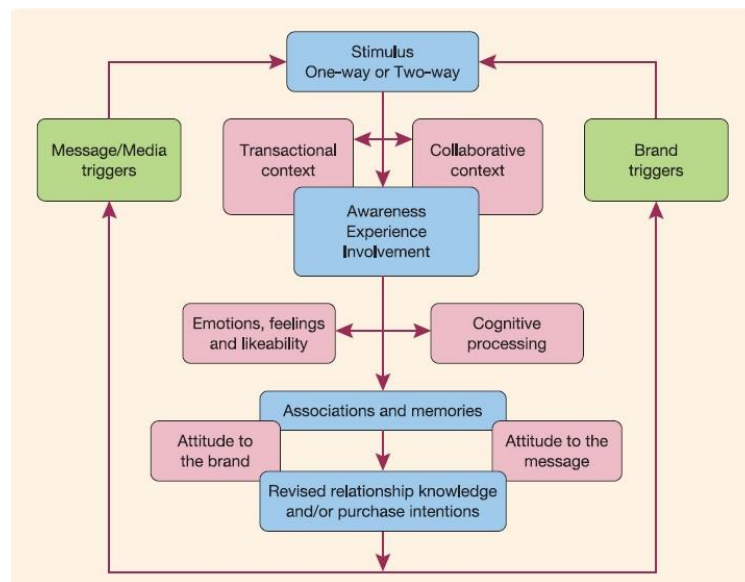 Stimulus
One-way or Two-way
Message/Media
triggers
Transactional
context
Collaborative
context
Brand
triggers
Awareness
Experience
Involvement
Emotions, feelings
and likeability
Cognitive
processing
Associations and memories
Attitude to
the brand
Attitude to the
message
Revised relationship knowledge
and/or purchase intentions